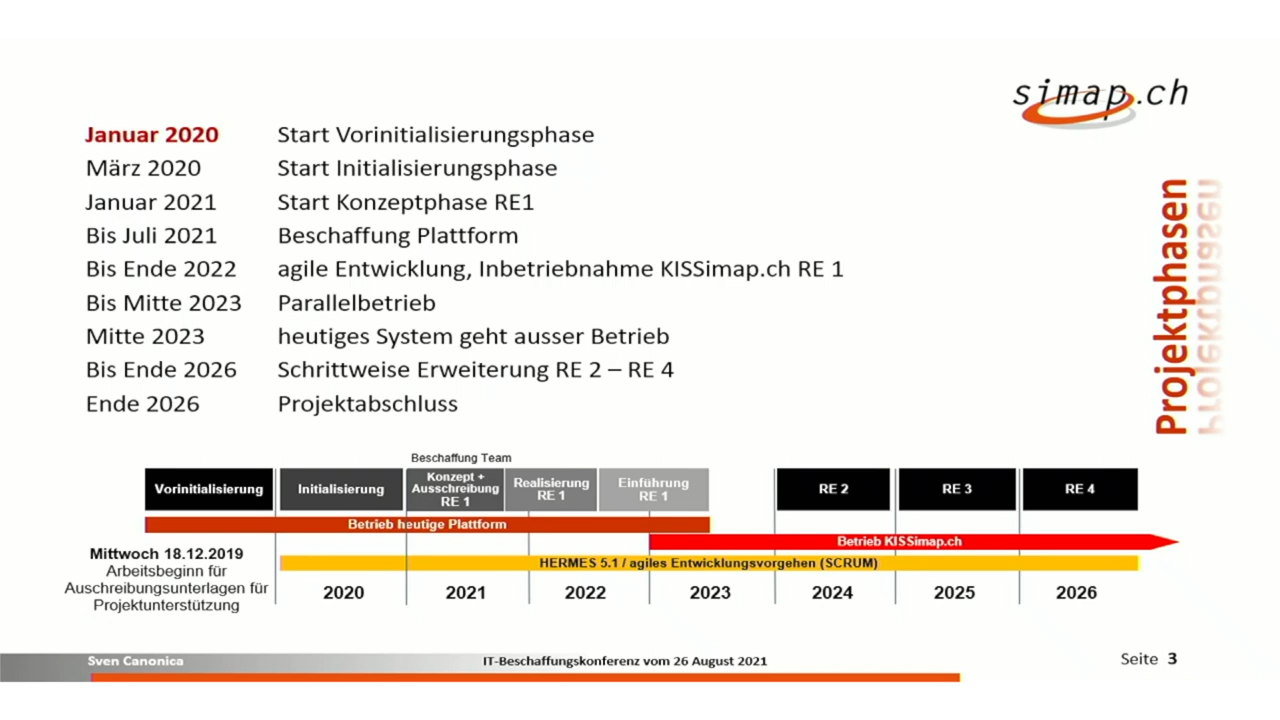 simap.ch
Januar 2020 Start Vorinitialisierungsphase
März 2020 Start Initialisierungsphase
Januar 2021 Start Konzeptphase RE1
Bis Juli 2021 Beschaffung Plattform
Bis Ende 2022 agile Entwicklung, Inbetriebnahme KISSimap.ch RE 1
Bis Mitte 2023 Parallelbetrieb
Mitte 2023 heutiges System geht ausser Betrieb
Bis Ende 2026 Schrittweise Erweiterung RE 2 – RE 4
Ende 2026 Projektabschluss
Projektphasen
Beschaffung Team
Vorinitialisierung
Initialisierung
Konzept +
Ausschreibung
RE 1
Realisierung
RE 1
Einführung
RE 1
RE 2
RE 3
RE 4
Betrieb heutige Plattform
Betrieb KISSimap.ch
HERMES 5.1 / agiles Entwicklungsvorgehen (SCRUM)
Mittwoch 18.12.2019
Arbeitsbeginn für
Auschreibungsunterlagen für
Projektunterstützung
2020 2021 2022 2023 2024 2025 2026
Sven Canonica
IT-Beschaffungskonferenz vom 26 August 2021
Seite 3